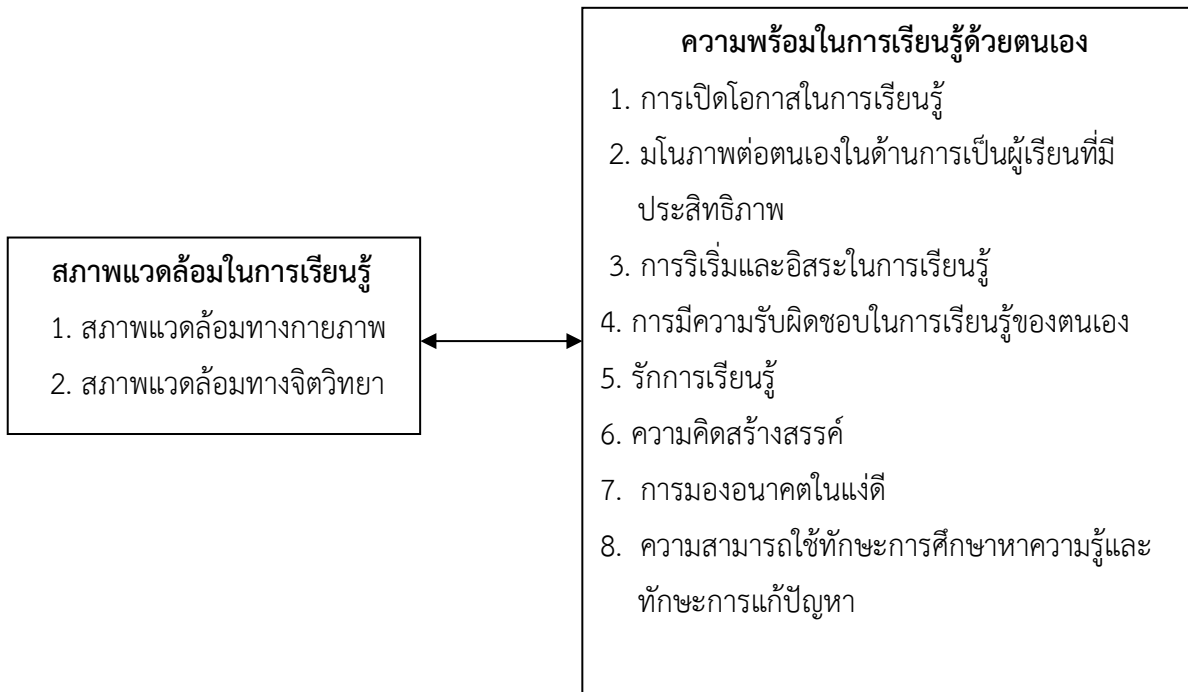 สภาพแวดล้อมในการเรียนรู้
1. สภาพแวดล้อมทางกายภาพ
2. สภาพแวดล้อมทางจิตวิทยา
ความพร้อมในการเรียนรู้ด้วยตนเอง
1. การเปิดโอกาสในการเรียนรู้
2. มโนภาพต่อตนเองในด้านการเป็นผู้เรียนที่มี
ประสิทธิภาพ
3. การริเริ่มและอิสระในการเรียนรู้
4. การมีความรับผิดชอบในการเรียนรู้ของตนเอง
5. รักการเรียนรู้
6. ความคิดสร้างสรรค์
7. การมองอนาคตในแง่ดี
8. ความสามารถใช้ทักษะการศึกษาหาความรู้และ
ทักษะการแก้ปัญหา